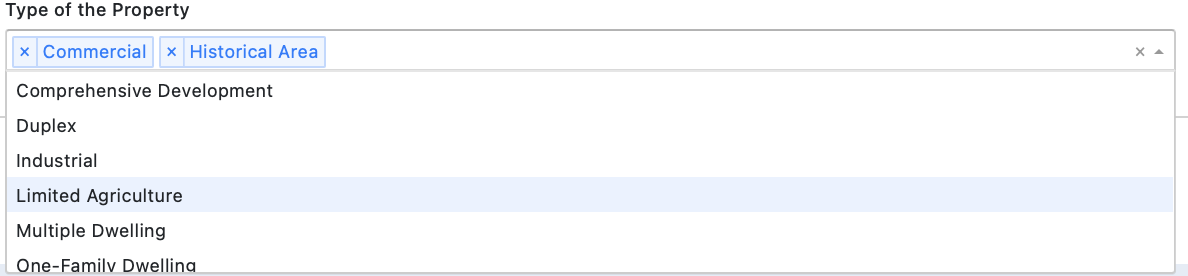 Type of the Property
× Commercial × Historical Area ×
Comprehensive Development
Duplex
Industrial
Limited Agriculture
Multiple Dwelling
One-Family Dwelling